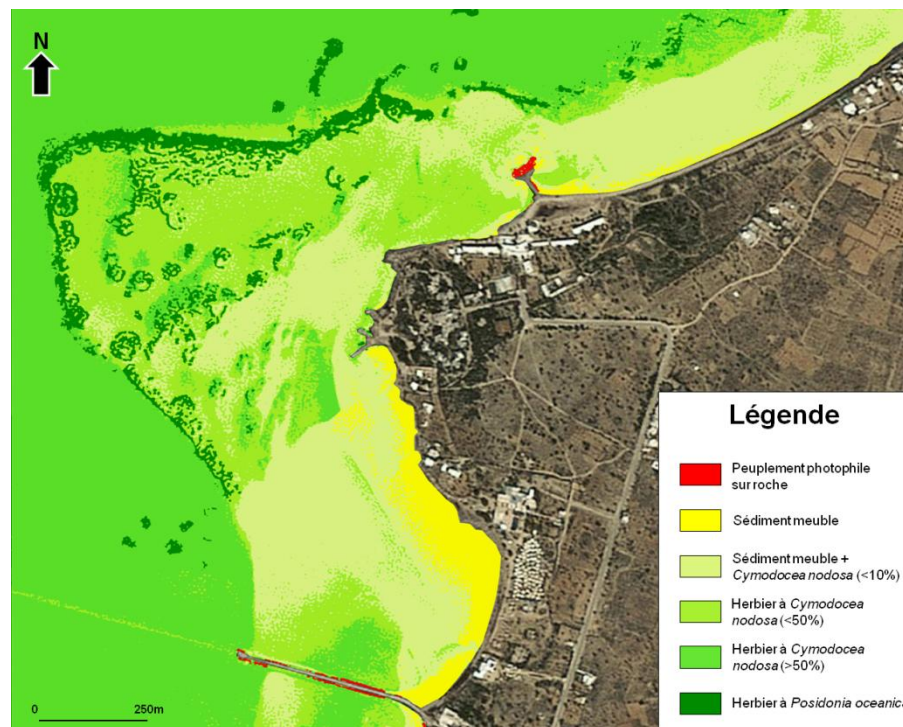 N
Légende
Peuplement photophile
sur roche
Sédiment meuble
Sédiment meuble +
Cymodocea nodosa (<10%)
Herbier à Cymodocea
nodosa (<50%)
Herbier à Cymodocea
nodosa (>50%)
Herbier à Posidonia oceanica
0 250m